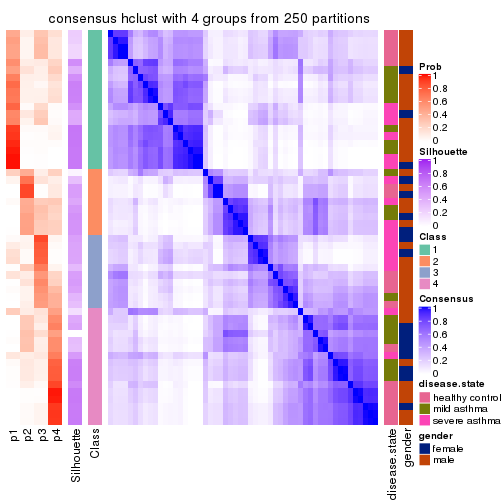 consensus hclust with 4 groups from 250 partitions
p1
p2
p3
p4
Silhouette
Class
disease.state
gender
Prob
1
0.8
0.6
0.4
0.2
0
Silhouette
1
0.8
0.6
0.4
0.2
0
Class
1
2
3
4
Consensus
1
0.8
0.6
0.4
0.2
0
disease.state
healthy control
mild asthma
severe asthma
gender
female
male